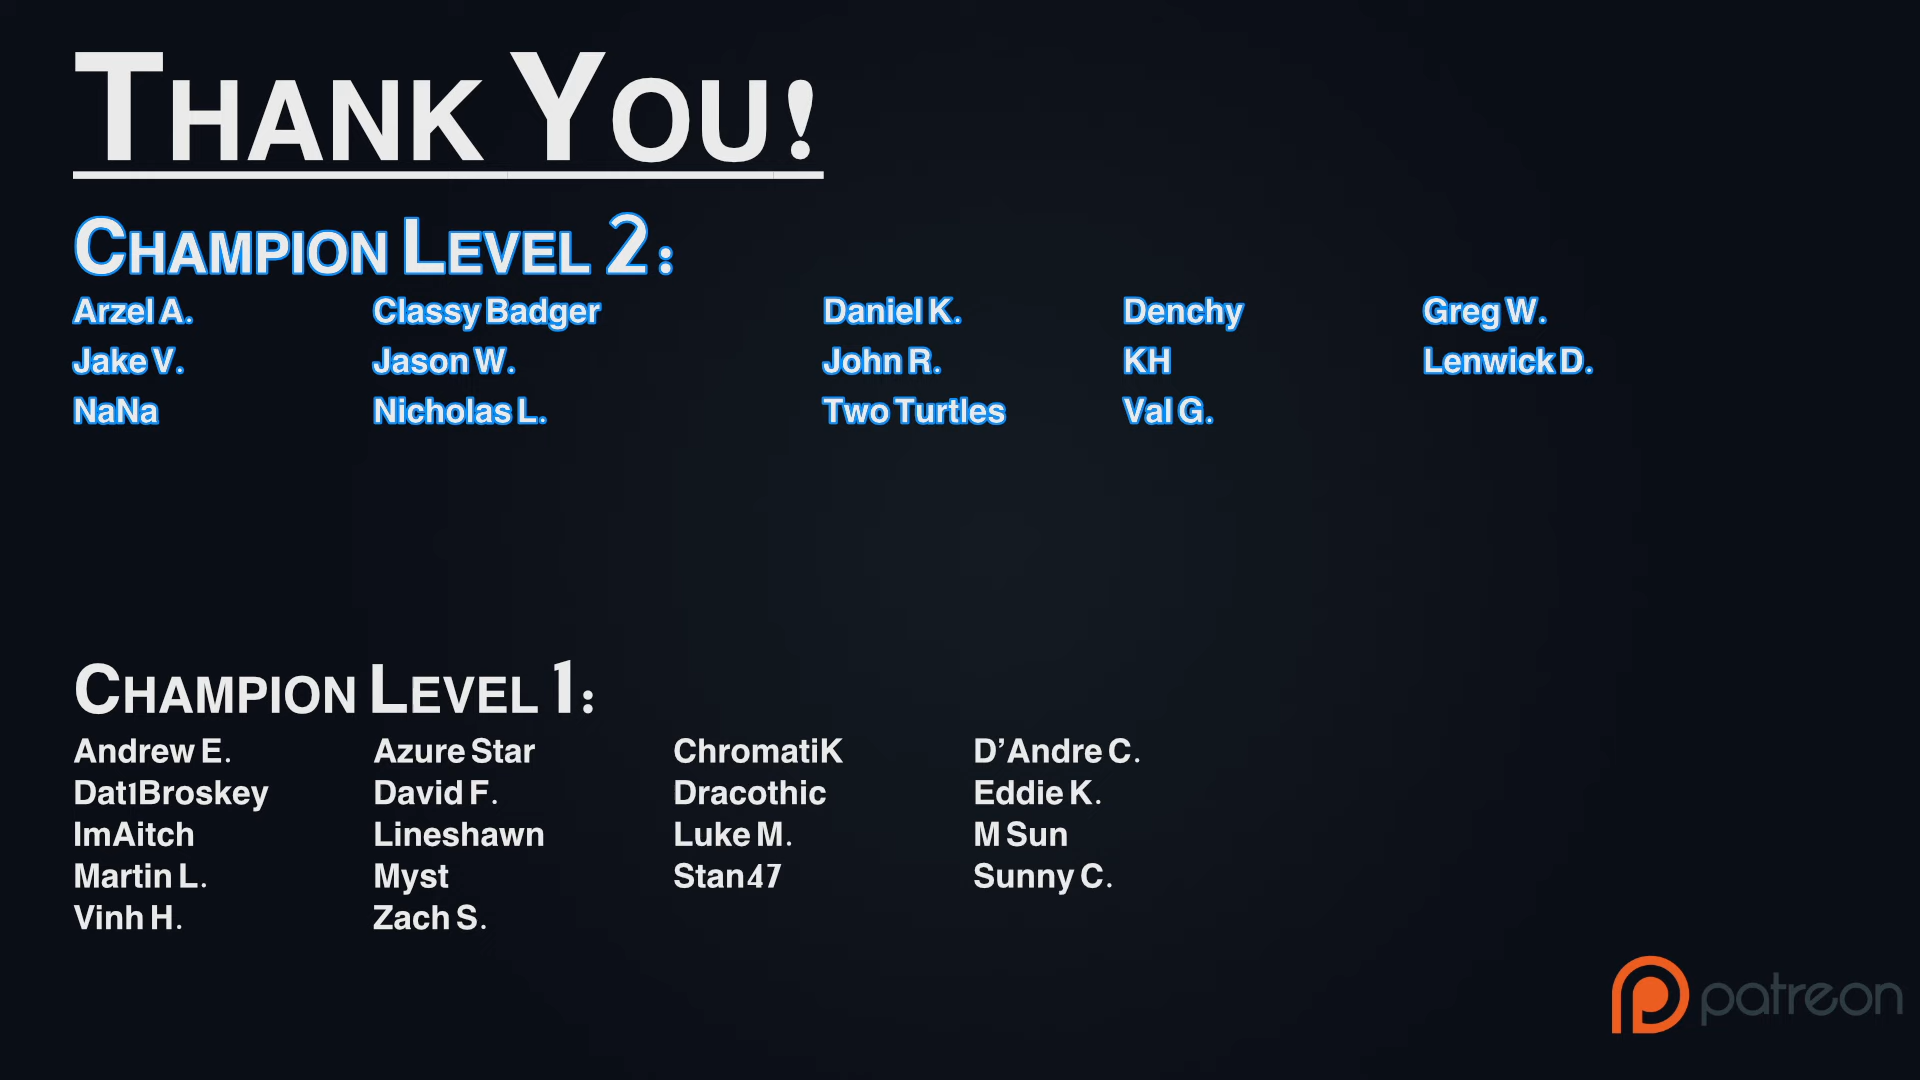 THANK YOU!
CHAMPION LEVEL 2:
Arzel A. Classy Badger Daniel K. Denchy Greg W.
Jake V. Jason W. John R. KH Lenwick D.
NaNa Nicholas L. Two Turtles Val G.
CHAMPION LEVEL 1:
Andrew E. Azure Star ChromatiK D'Andre C.
Dat1Broskey David F. Dracothic Eddie K.
ImAitch Lineshawn Luke M. M Sun
Martin L. Myst Stan47 Sunny C.
Vinh H. Zach S.
patreon